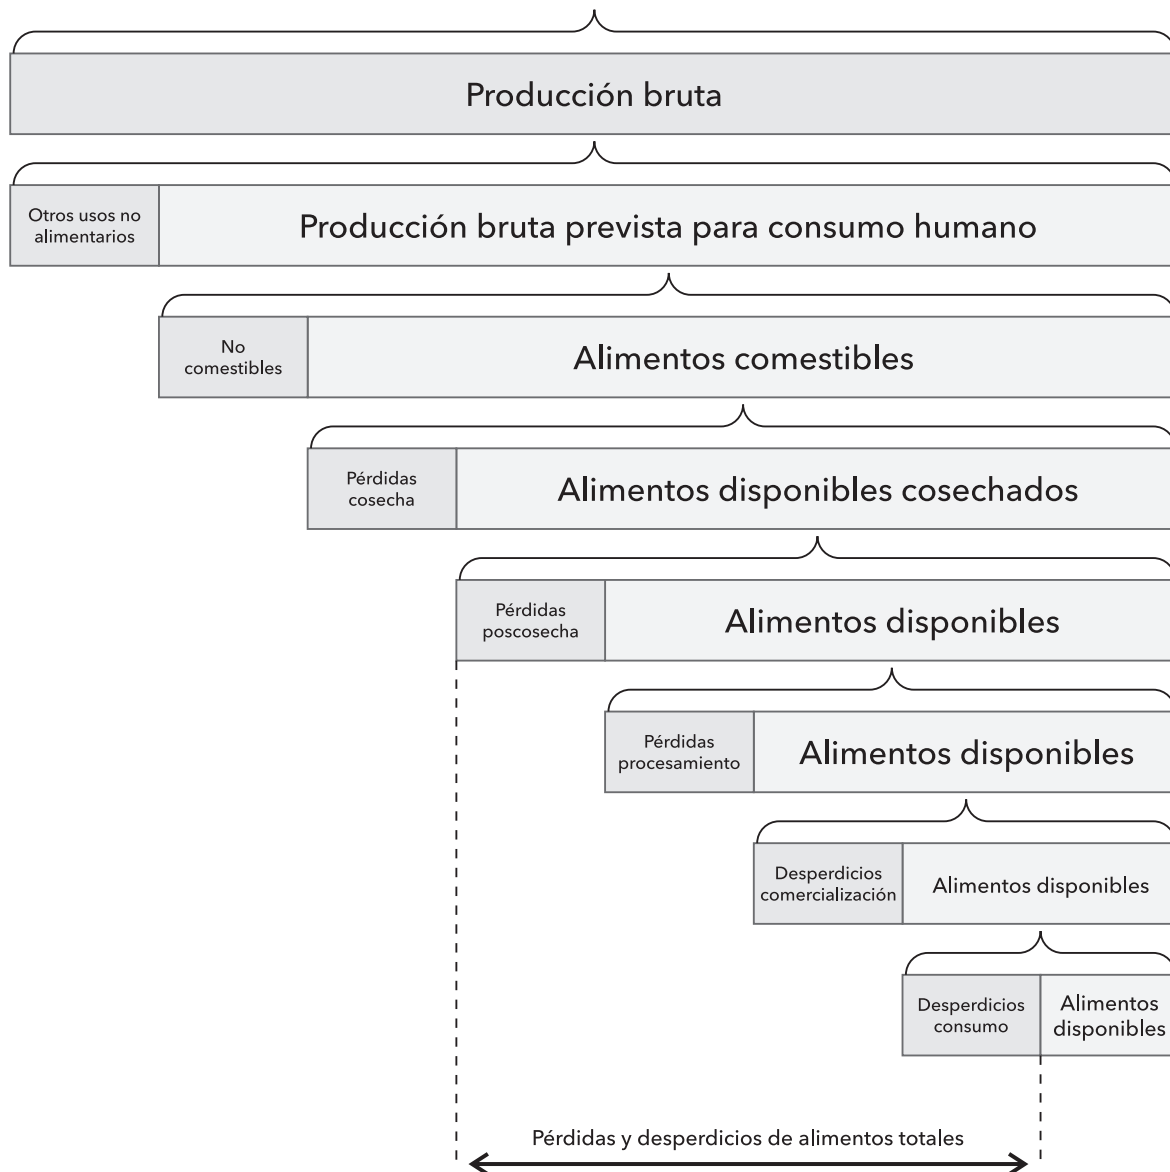 Producción bruta
Otros usos no
alimentarios
Producción bruta prevista para consumo humano
No
comestibles
Alimentos comestibles
Pérdidas
cosecha
Alimentos disponibles cosechados
Pérdidas
poscosecha
Alimentos disponibles
Pérdidas
procesamiento
Alimentos disponibles
Desperdicios
comercialización
Alimentos disponibles
Desperdicios
consumo
Alimentos
disponibles
Pérdidas y desperdicios de alimentos totales